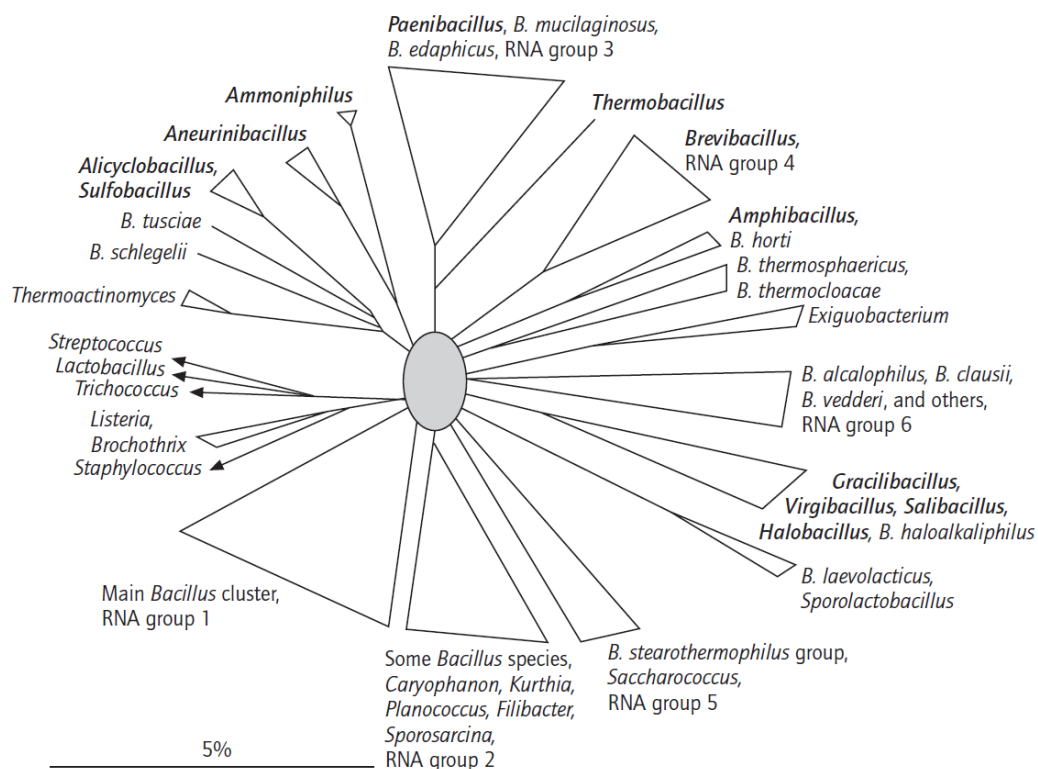 Paenibacillus, B. mucilaginosus,
B. edaphicus, RNA group 3
Ammoniphilus
Thermobacillus
Aneurinibacillus
Brevibacillus,
RNA group 4
Alicyclobacillus,
Sulfobacillus
Amphibacillus,
B. horti
B. tusciae
B. schlegelii
B. thermosphaericus,
B. thermocloacae
Thermoactinomyces
Exiguobacterium
Streptococcus
Lactobacillus
Trichococcus
B. alcalophilus, B. clausii,
B. vedderi, and others,
RNA group 6
Listeria,
Brochothrix
Staphylococcus
Gracilibacillus,
Virgibacillus, Salibacillus,
Halobacillus, B. haloalkaliphilus
B. laevolacticus,
Sporolactobacillus
Main Bacillus cluster,
RNA group 1
Some Bacillus species,
Caryophanon, Kurthia,
Planococcus, Filibacter,
Sporosarcina,
RNA group 2
B. stearothermophilus group,
Saccharococcus,
RNA group 5
5%